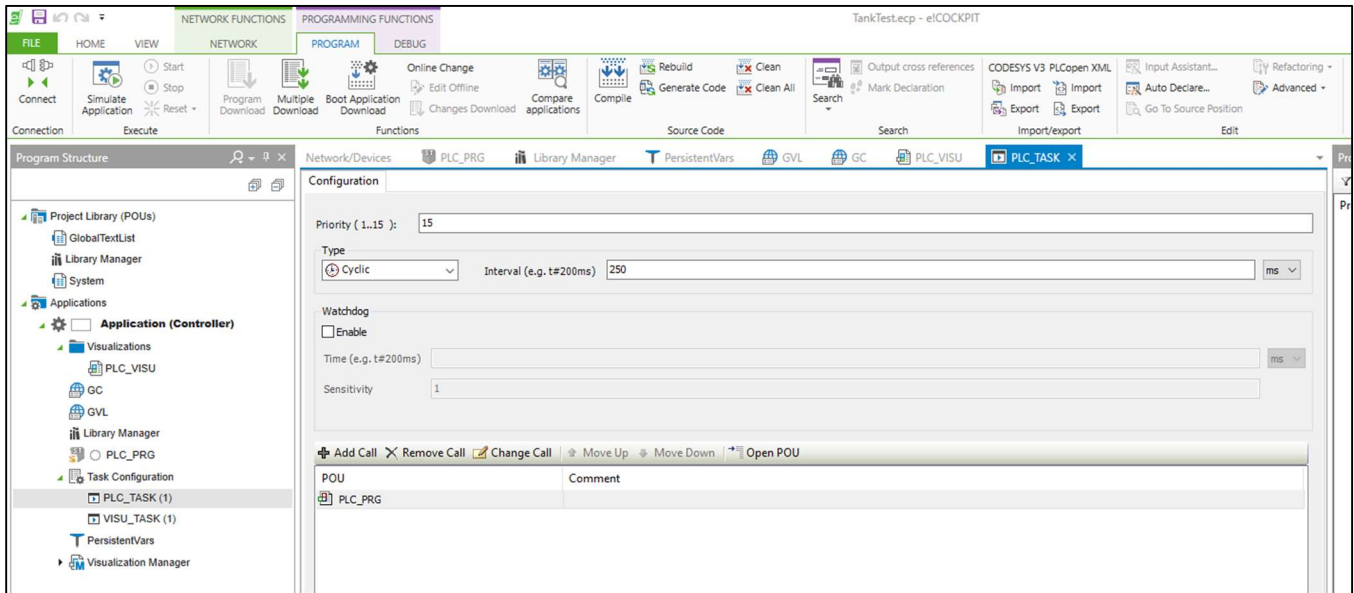 NETWORK FUNCTIONS PROGRAMMING FUNCTIONS TankTest.ecp - e!COCKPIT
FILE HOME VIEW NETWORK PROGRAM DEBUG
Connect
Connection
Simulate Application
Start
Stop
Reset
Execute
Program Download
Multiple Download
Boot Application Download
Online Change
Edit Offline
Changes Download
Compare applications
Functions
Compile
Rebuild
Generate Code
Clean
Clean All
Source Code
Search
Output cross references
Mark Declaration
Search
CODESYS V3 PLCopen XML
Import Import
Export Export
Import/export
Input Assistant...
Auto Declare...
Go To Source Position
Refactoring
Advanced
Edit
Program Structure
Project Library (POUs)
GlobalTextList
Library Manager
System
Applications
Application (Controller)
Visualizations
PLC_VISU
GC
GVL
Library Manager
PLC_PRG
Task Configuration
PLC_TASK (1)
VISU_TASK (1)
PersistentVars
Visualization Manager
Network/Devices PLC_PRG Library Manager PersistentVars GVL GC PLC_VISU PLC_TASK
Configuration
Priority ( 1..15 ): 15
Type
Cyclic Interval (e.g. t#200ms) 250 ms
Watchdog
Enable
Time (e.g. t#200ms) ms
Sensitivity 1
Add Call Remove Call Change Call Move Up Move Down Open POU
POU Comment
PLC_PRG
Pr
Pr